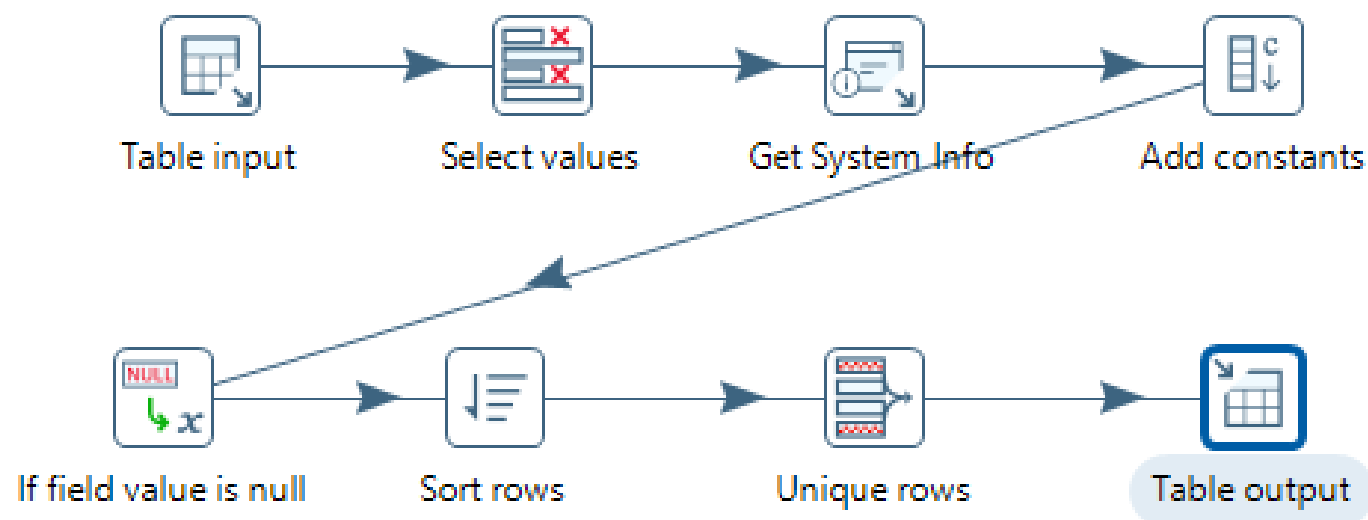 C
Table input
Select values
Get System Info
Add constants
NULL
x
If field value is null
Sort rows
Unique rows
Table output